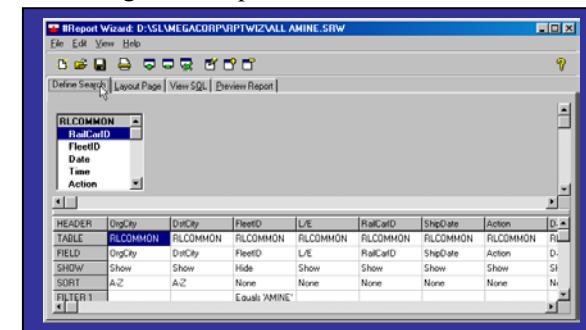 IIReport Wizard: D:\SL\MEGACORP\RPTWIZ\ALL AMINE.SRW
File Edit View Help
Define Search Layout Page View SQL Preview Report
RLCOMMON
RailCarID
FleetID
Date
Time
Action
HEADER OrgCity DstCity FleetID L/E RailCarID ShipDate Action
TABLE RLCOMMON RLCOMMON RLCOMMON RLCOMMON RLCOMMON RLCOMMON RLCOMMON
FIELD OrgCity DstCity FleetID L/E RailCarID ShipDate Action
SHOW Show Show Hide Show Show Show Show
SORT A-Z A-Z None None None None None
FILTER 1 Equals 'AMINE'